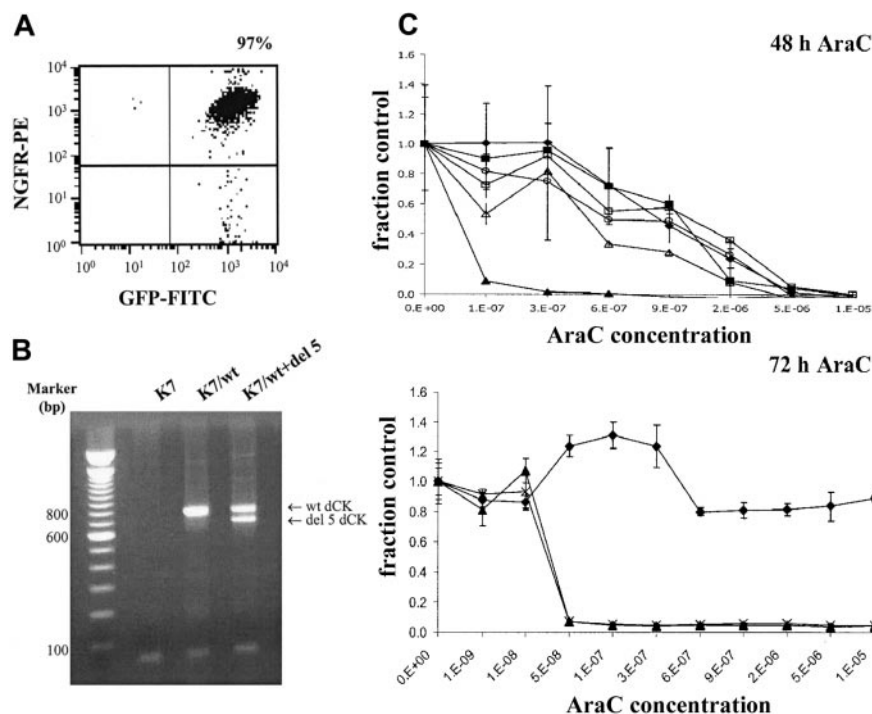 A
97%
NGFR-PE
10⁴
10³
10²
10¹
10⁰
10⁰ 10¹ 10² 10³ 10⁴
GFP-FITC
B
Marker
(bp)
K7
K7/wt
K7/wt+del 5
800
600
100
← wt dCK
← del 5 dCK
C
48 h AraC
fraction control
1.6
1.4
1.2
1.0
0.8
0.6
0.4
0.2
0.0
0.E+00 1.E-07 3.E-07 6.E-07 9.E-07 2.E-06 5.E-06 1.E-05
AraC concentration
72 h AraC
fraction control
1.6
1.4
1.2
1.0
0.8
0.6
0.4
0.2
0.0
0.E+00 1.E-09 1.E-08 5.E-08 1.E-07 3.E-07 6.E-07 9.E-07 2.E-06 5.E-06 1.E-05
AraC concentration